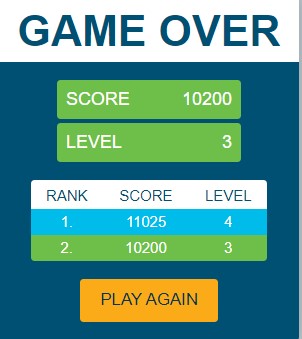 GAME OVER
SCORE 10200
LEVEL 3
RANK SCORE LEVEL
1. 11025 4
2. 10200 3
PLAY AGAIN